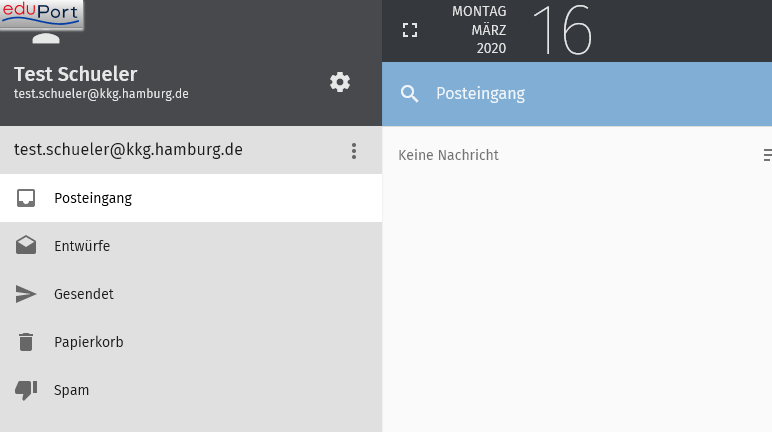 eduPort
Test Schueler
test.schueler@kkg.hamburg.de
test.schueler@kkg.hamburg.de
Posteingang
Entwürfe
Gesendet
Papierkorb
Spam
MONTAG
MÄRZ
2020
16
Posteingang
Keine Nachricht